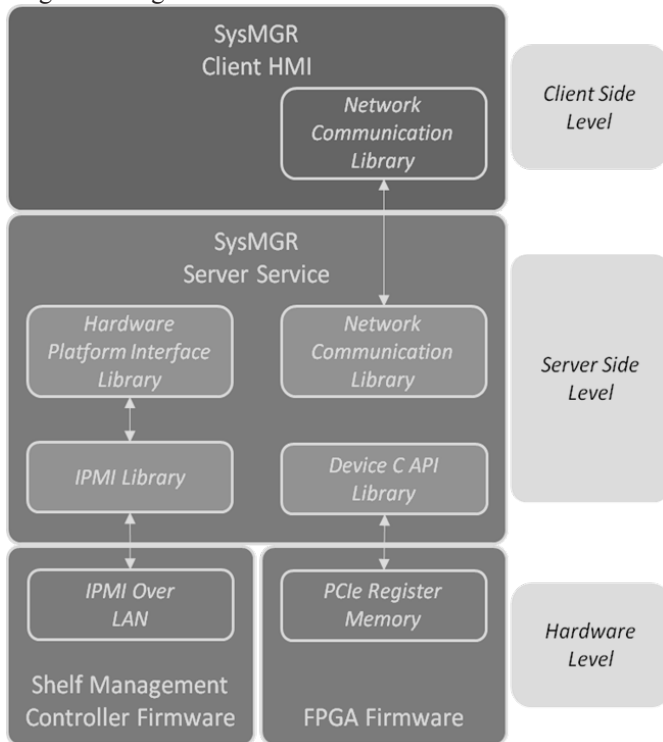 SysMGR
Client HMI
Network
Communication
Library
Client Side
Level
SysMGR
Server Service
Hardware
Platform Interface
Library
Network
Communication
Library
IPMI Library
Device C API
Library
Server Side
Level
IPMI Over
LAN
Shelf Management
Controller Firmware
PCIe Register
Memory
FPGA Firmware
Hardware
Level